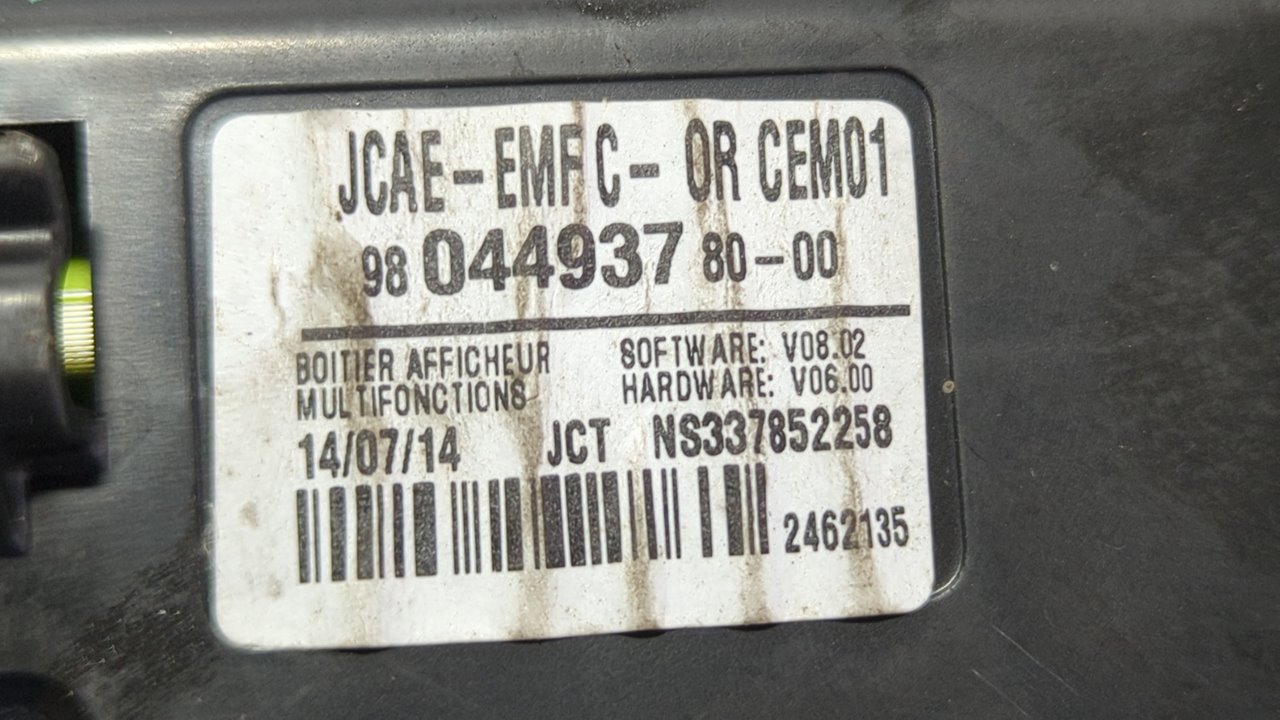 JCAE-EMF C- OR CEM01
98 044937 80-00
BOITIER AFFICHEUR
MULTIFONCTIONS
SOFTWARE: V08.02
HARDWARE: V06.00
14/07/14 JCT NS337852258
2462135